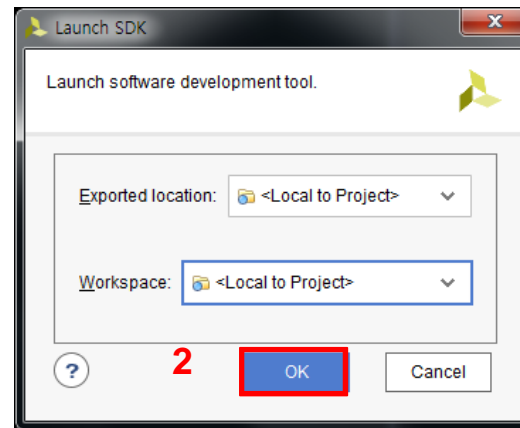 Launch SDK
Launch software development tool.
Exported location: <Local to Project>
Workspace: <Local to Project>
? 2 OK Cancel